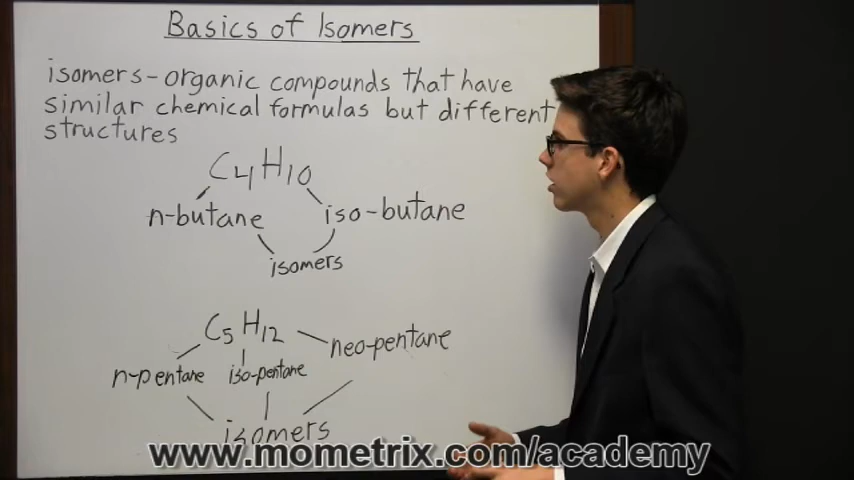 Basics of Isomers
isomers - organic compounds that have
similar chemical formulas but different
structures
C4H10
n-butane iso-butane
isomers
C5H12
neo-pentane
n-pentane iso-pentane
isomers
www.mometrix.com/academy